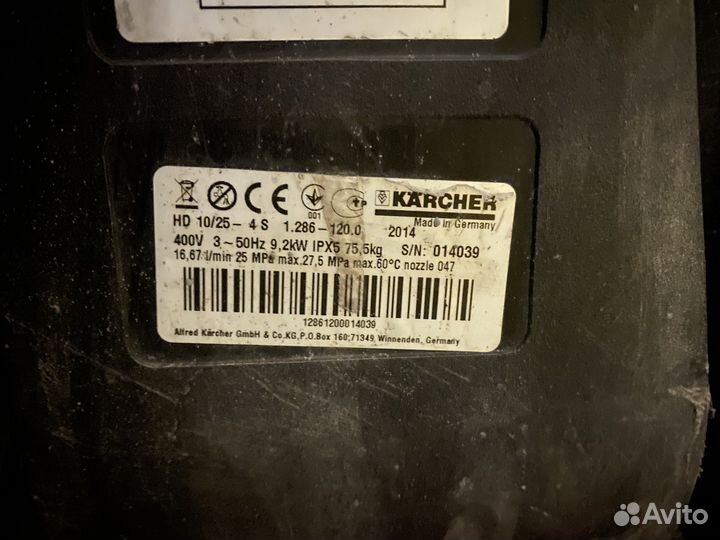 CE
001
KÄRCHER
Made in Germany
HD 10/25- 4 S 1.286-120.0 2014
400V 3~50Hz 9,2kW IPX5 75,5kg S/N: 014039
16,67 l/min 25 MPa max.27,5 MPa max.60°C nozzle 047
12861200014039
Alfred Kärcher GmbH & Co.KG,P.O.Box 160;71349 Winnenden, Germany
Avito